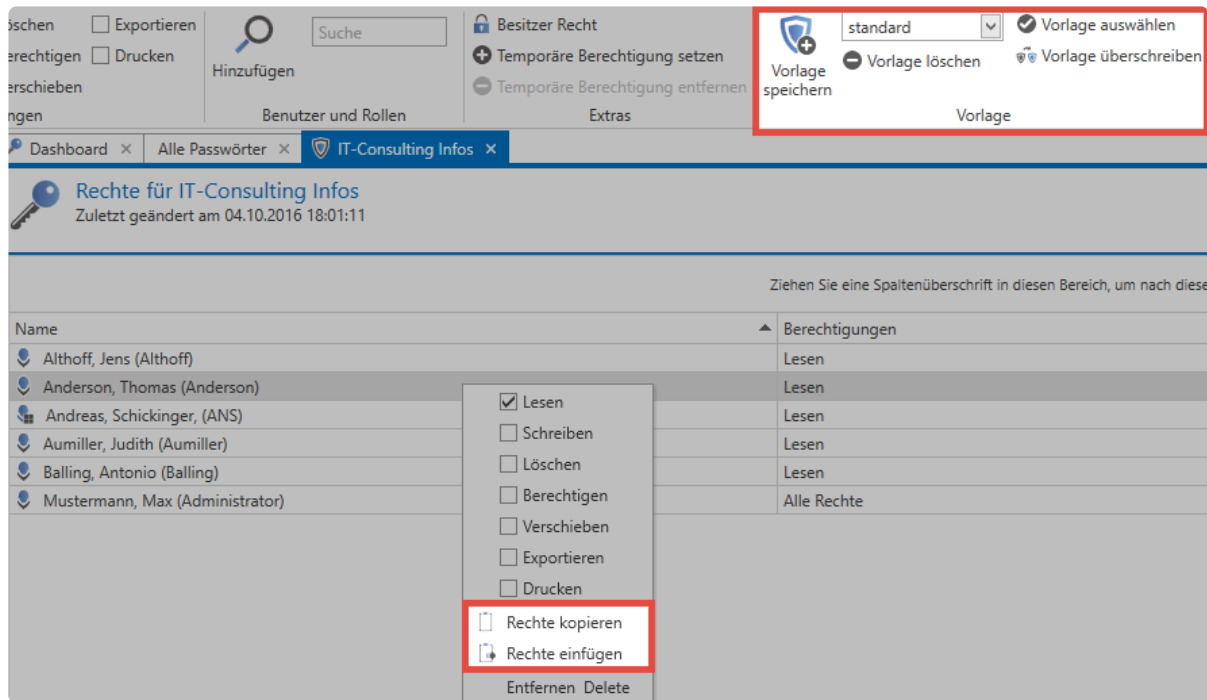 Exportieren
Drucken
Hinzufügen
Suche
Benutzer und Rollen
Besitzer Recht
Temporäre Berechtigung setzen
Temporäre Berechtigung entfernen
Extras
Vorlage speichern
standard
Vorlage löschen
Vorlage auswählen
Vorlage überschreiben
Vorlage
Dashboard Alle Passwörter IT-Consulting Infos
Rechte für IT-Consulting Infos
Zuletzt geändert am 04.10.2016 18:01:11
Ziehen Sie eine Spaltenüberschrift in diesen Bereich, um nach diese
Name Berechtigungen
Althoff, Jens (Althoff) Lesen
Anderson, Thomas (Anderson) Lesen
Andreas, Schickinger, (ANS) Lesen
Aumiller, Judith (Aumiller) Lesen
Balling, Antonio (Balling) Lesen
Mustermann, Max (Administrator) Alle Rechte
Lesen
Schreiben
Löschen
Berechtigen
Verschieben
Exportieren
Drucken
Rechte kopieren
Rechte einfügen
Entfernen Delete